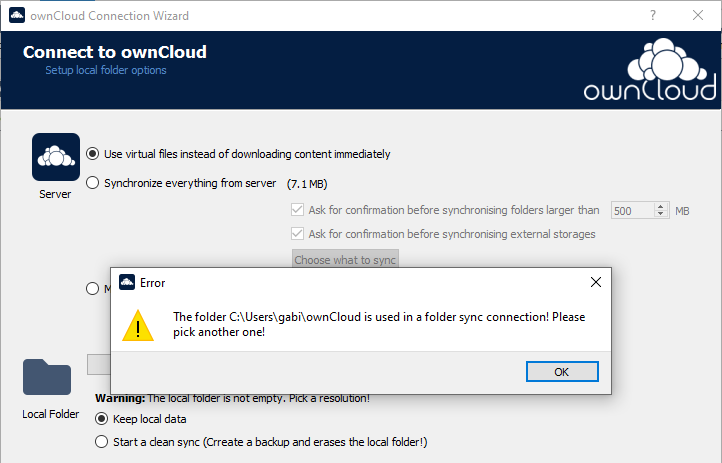 ownCloud Connection Wizard
Connect to ownCloud
Setup local folder options
ownCloud
Server
Use virtual files instead of downloading content immediately
Synchronize everything from server (7.1 MB)
Ask for confirmation before synchronising folders larger than 500 MB
Ask for confirmation before synchronising external storages
Choose what to sync
Error
The folder C:\Users\gabi\ownCloud is used in a folder sync connection! Please
pick another one!
OK
Local Folder
Warning: The local folder is not empty. Pick a resolution!
Keep local data
Start a clean sync (Crreate a backup and erases the local folder!)